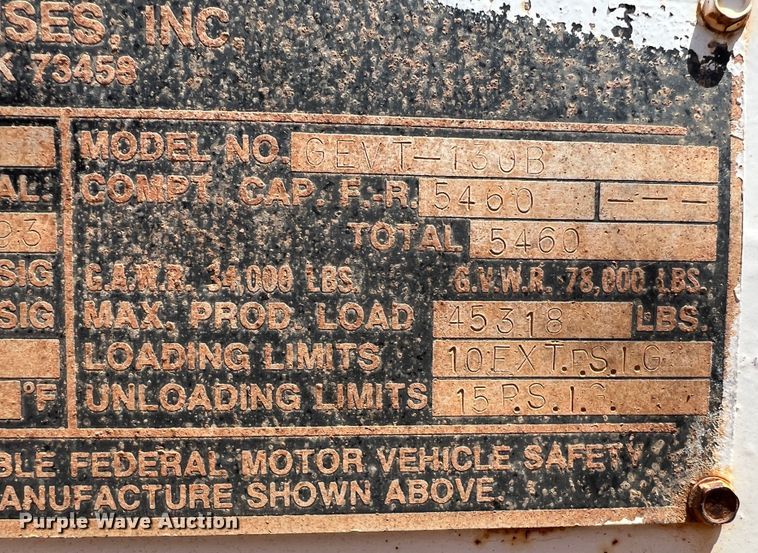 SES, INC.
K 73459
MODEL NO. GEVT-130B
COMPT. CAP. F.-R. 5460 ---
AL.
TOTAL 5460
93
SIG G.A.W.R. 34,000 LBS. G.V.W.R. 78,000 LBS.
SIG MAX. PROD. LOAD 45318 LBS.
LOADING LIMITS 10 EXT.P.S.I.G
°F UNLOADING LIMITS 15 P.S.I.G.
BLE FEDERAL MOTOR VEHICLE SAFETY
ANUFACTURE SHOWN ABOVE.
Purple Wave Auction